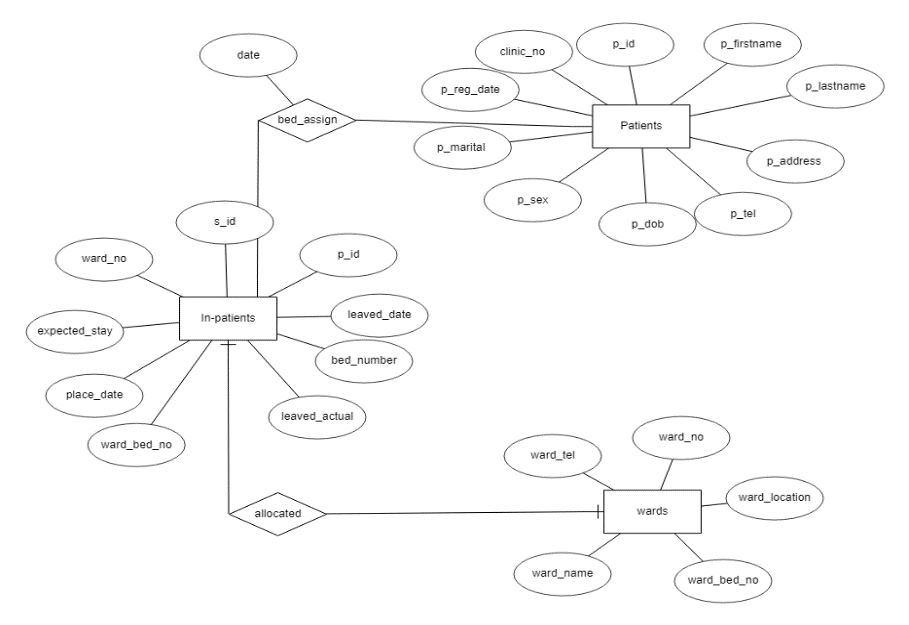 date
clinic_no
p_id
p_firstname
p_reg_date
p_lastname
bed_assign
Patients
p_marital
p_address
p_sex
p_dob
p_tel
s_id
ward_no
p_id
expected_stay
In-patients
leaved_date
bed_number
place_date
leaved_actual
ward_bed_no
ward_tel
ward_no
ward_location
allocated
wards
ward_name
ward_bed_no